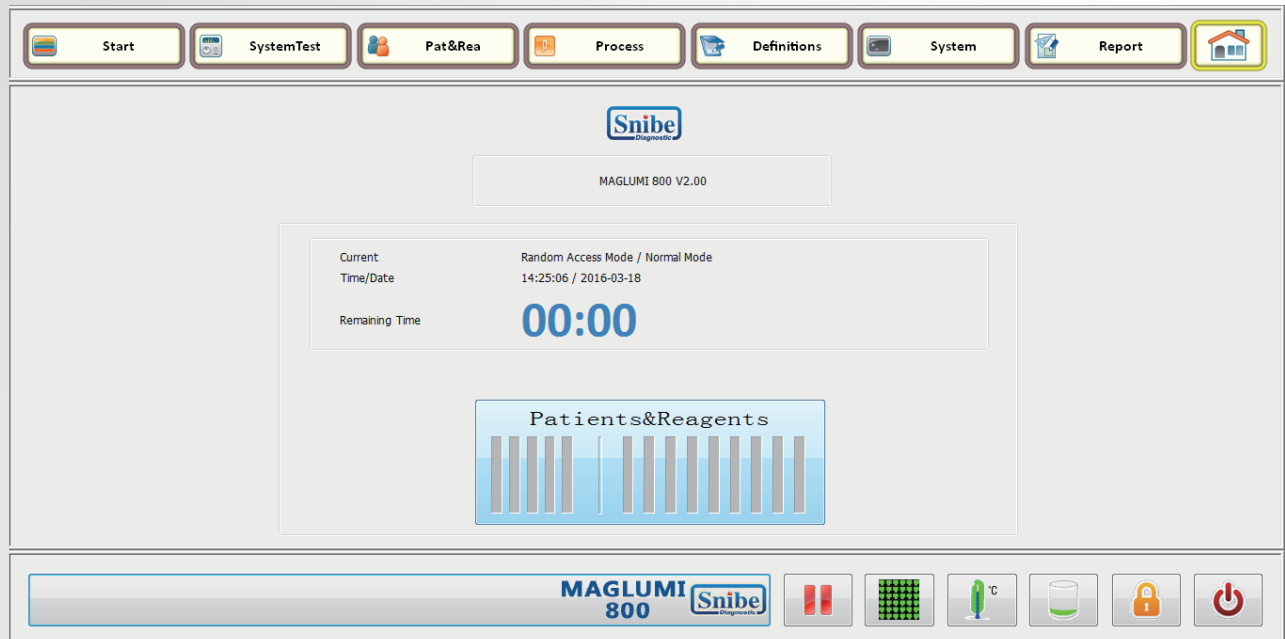 Start SystemTest Pat&Rea Process Definitions System Report
Snibe
Diagnostic
MAGLUMI 800 V2.00
Current Random Access Mode / Normal Mode
Time/Date 14:25:06 / 2016-03-18
Remaining Time 00:00
Patients&Reagents
MAGLUMI
800
Snibe
Diagnostic
°C